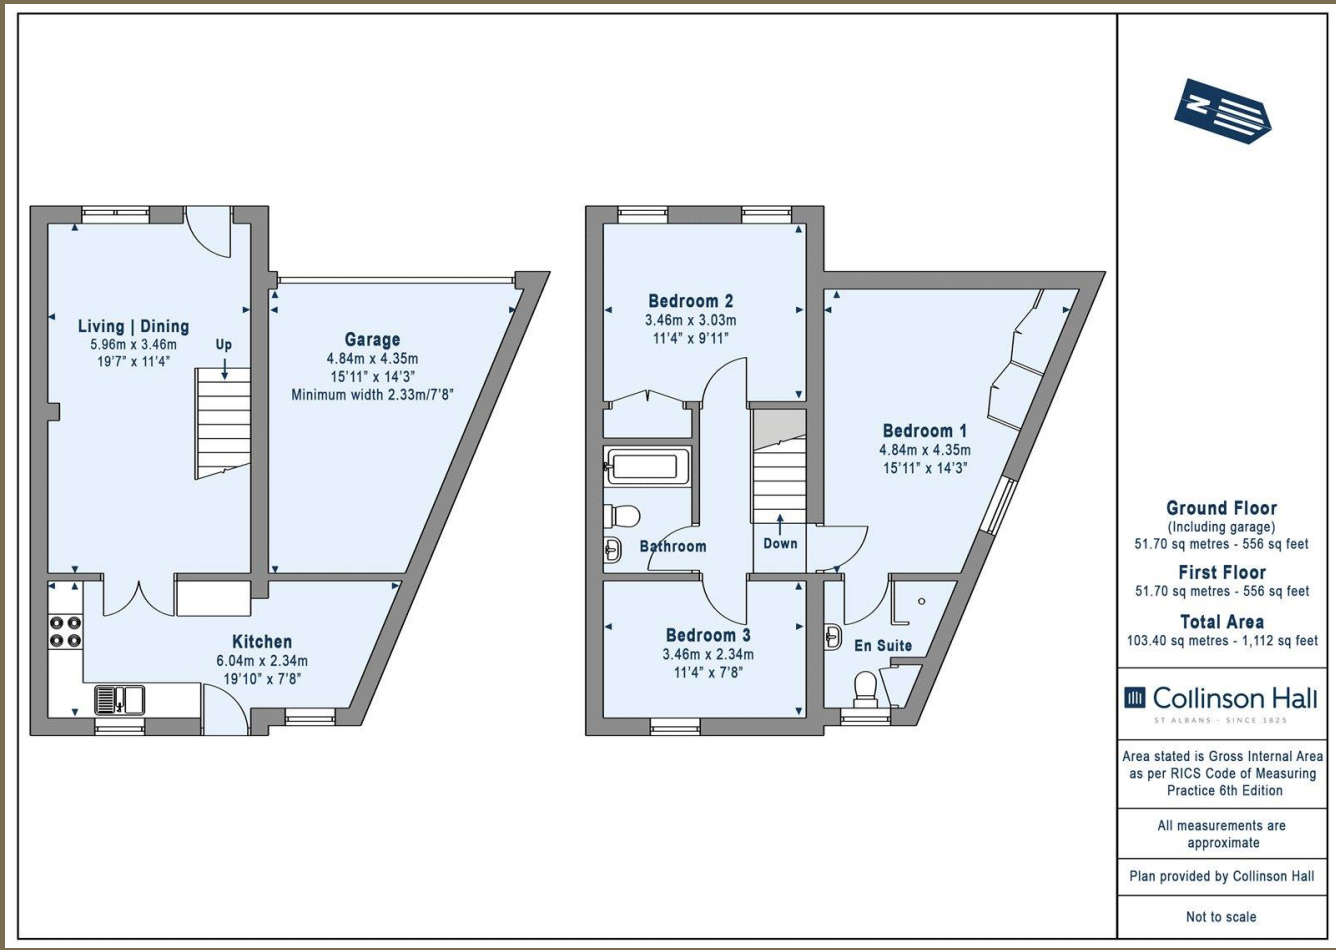 N
Living | Dining
5.96m x 3.46m
19'7" x 11'4"
Up
Garage
4.84m x 4.35m
15'11" x 14'3"
Minimum width 2.33m/7'8"
Kitchen
6.04m x 2.34m
19'10" x 7'8"
Bedroom 2
3.46m x 3.03m
11'4" x 9'11"
Bedroom 1
4.84m x 4.35m
15'11" x 14'3"
Bathroom
Down
Bedroom 3
3.46m x 2.34m
11'4" x 7'8"
En Suite
Ground Floor
(Including garage)
51.70 sq metres - 556 sq feet
First Floor
51.70 sq metres - 556 sq feet
Total Area
103.40 sq metres - 1,112 sq feet
Collinson Hall
ST ALBANS - SINCE 1825
Area stated is Gross Internal Area
as per RICS Code of Measuring
Practice 6th Edition
All measurements are
approximate
Plan provided by Collinson Hall
Not to scale